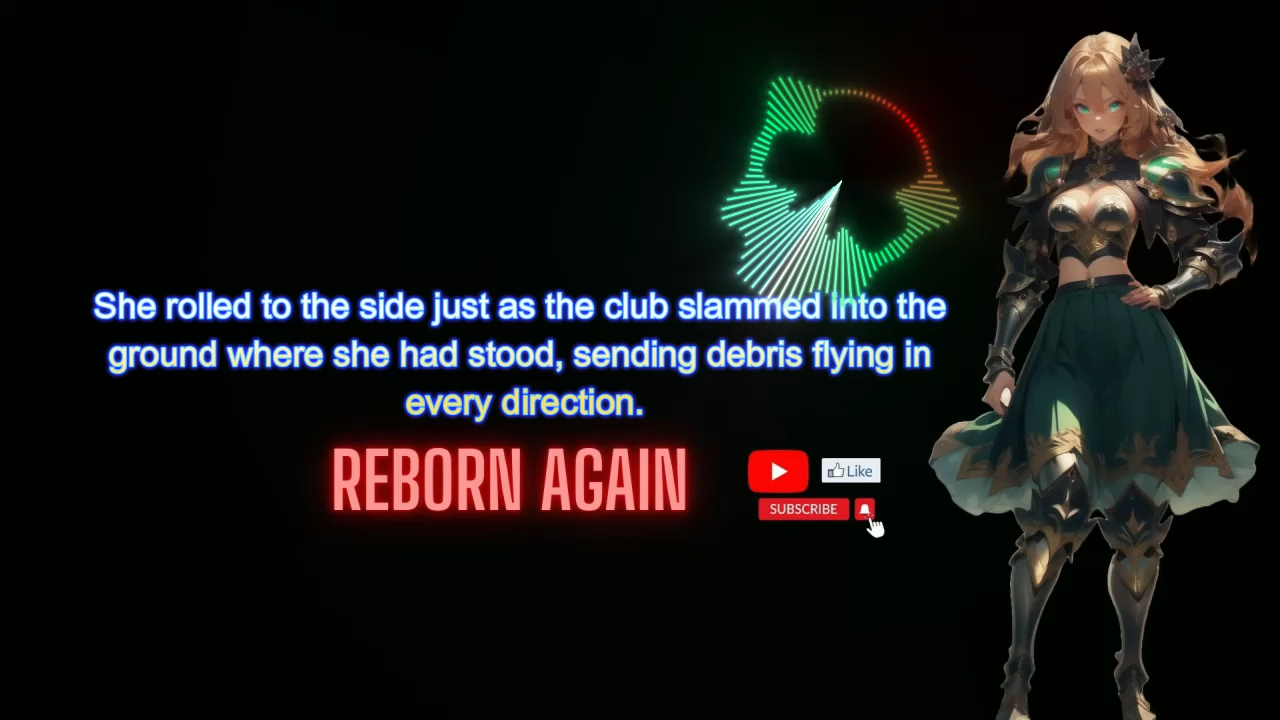 She rolled to the side just as the club slammed into the
ground where she had stood, sending debris flying in
every direction.
REBORN AGAIN
Like
SUBSCRIBE